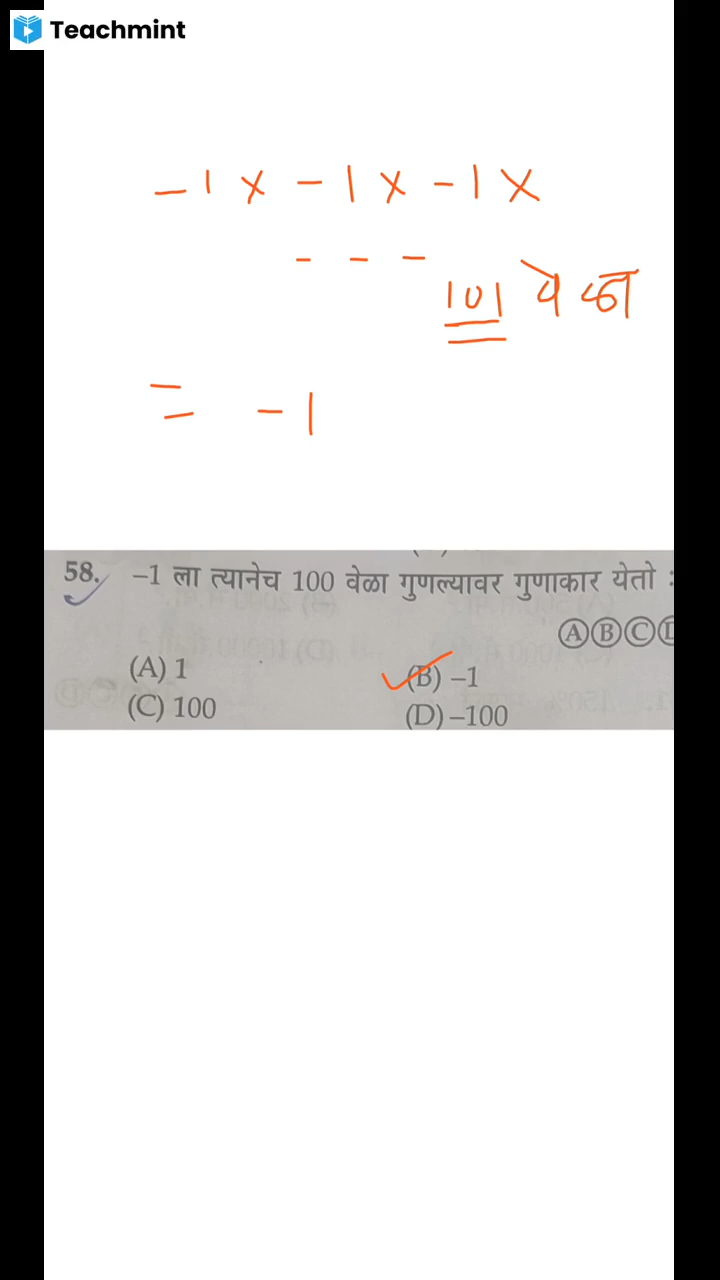 Teachmint
-1 x -1 x -1 x
- - - 101 वेळा
= -1
58. -1 ला त्यानेच 100 वेळा गुणल्यावर गुणाकार येतो :
Ⓐ Ⓑ Ⓒ
(A) 1 (B) -1
(C) 100 (D) -100